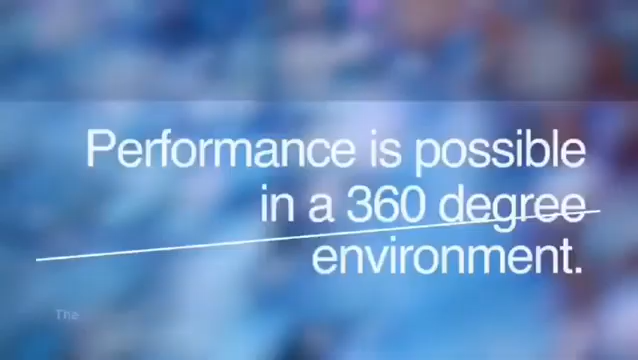 Performance is possible
in a 360 degree
environment.
The